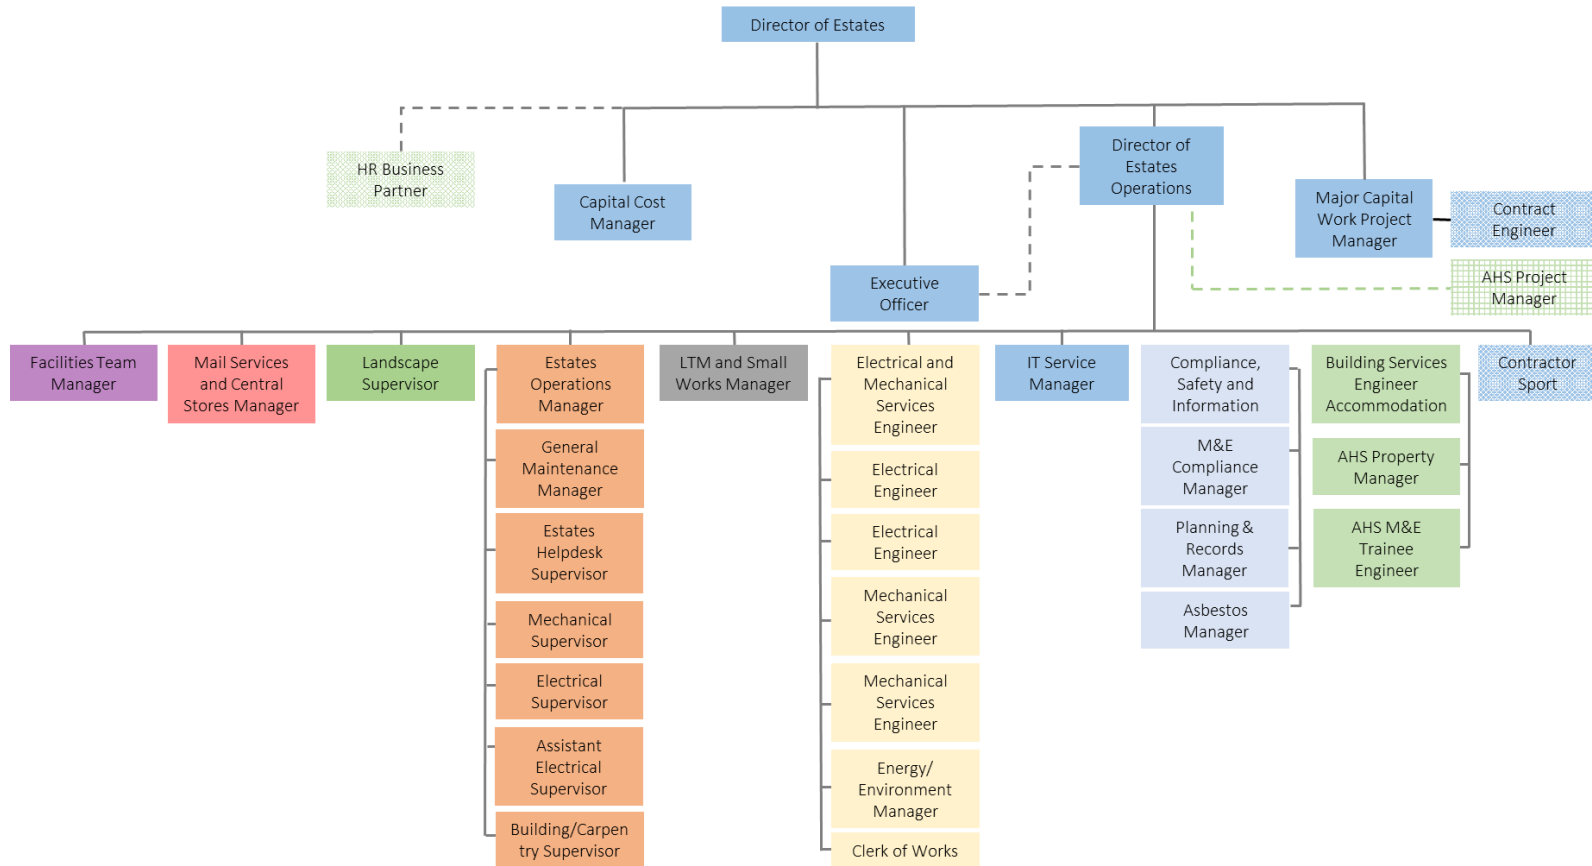 Director of Estates
HR Business
Partner
Capital Cost
Manager
Executive
Officer
Director of
Estates
Operations
Major Capital
Work Project
Manager
Contract
Engineer
AHS Project
Manager
Facilities Team
Manager
Mail Services
and Central
Stores Manager
Landscape
Supervisor
Estates
Operations
Manager
General
Maintenance
Manager
Estates
Helpdesk
Supervisor
Mechanical
Supervisor
Electrical
Supervisor
Assistant
Electrical
Supervisor
Building/Carpen
try Supervisor
LTM and Small
Works Manager
Electrical and
Mechanical
Services
Engineer
Electrical
Engineer
Electrical
Engineer
Mechanical
Services
Engineer
Mechanical
Services
Engineer
Energy/
Environment
Manager
Clerk of Works
IT Service
Manager
Compliance,
Safety and
Information
M&E
Compliance
Manager
Planning &
Records
Manager
Asbestos
Manager
Building Services
Engineer
Accommodation
AHS Property
Manager
AHS M&E
Trainee
Engineer
Contractor
Sport